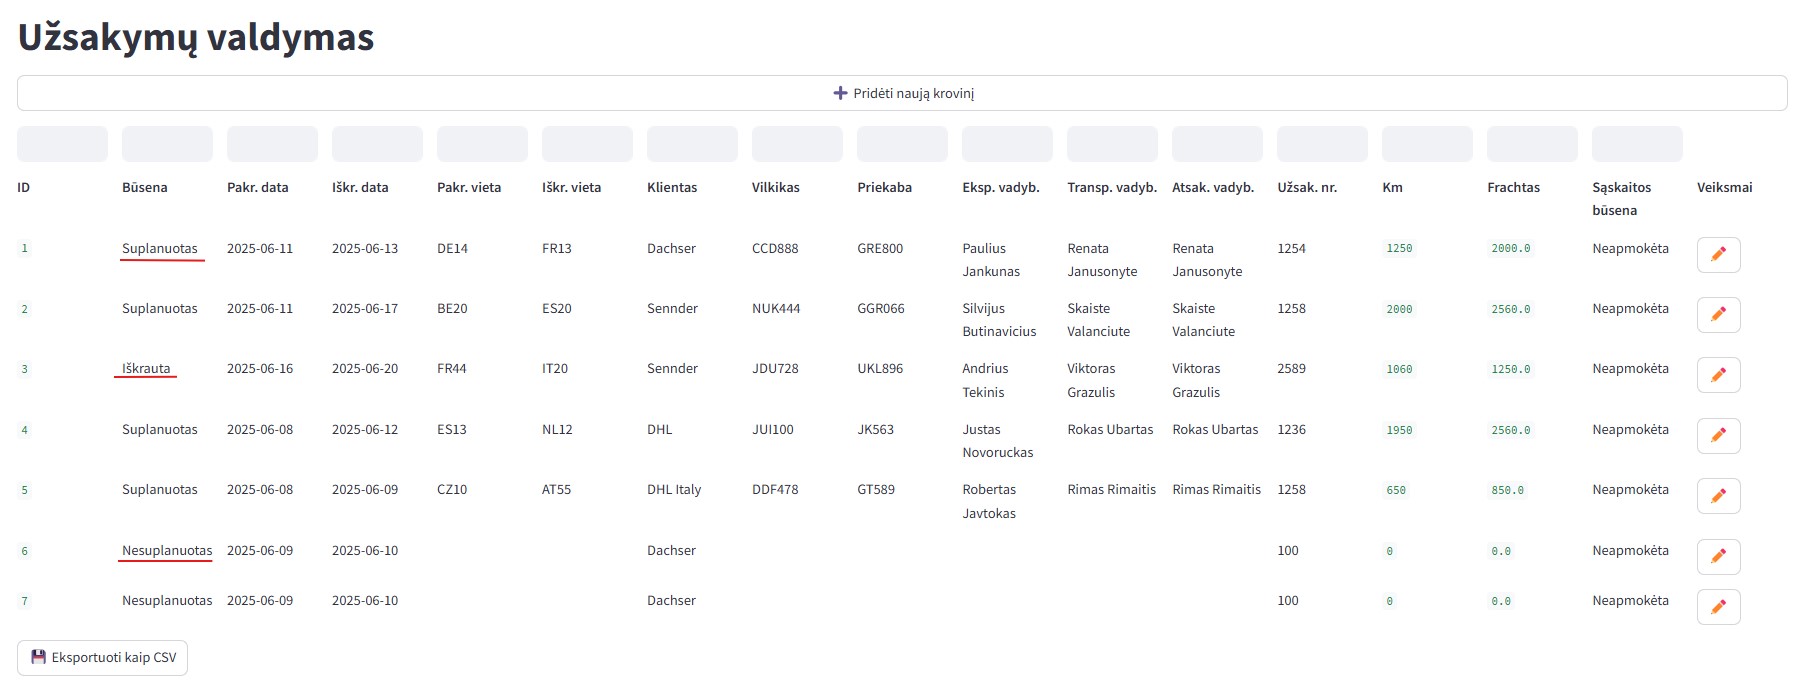 Užsakymų valdymas
Pridėti naują krovinį
ID Būsena Pakr. data Iškr. data Pakr. vieta Iškr. vieta Klientas Vilkikas Priekaba Eksp. vadyb. Transp. vadyb. Atsak. vadyb. Užsak. nr. Km Frachtas Sąskaitos Veiksmai
būsena
1 Suplanuotas 2025-06-11 2025-06-13 DE14 FR13 Dachser CCD888 GRE800 Paulius Renata Renata 1254 1250 2000.0 Neapmokėta
Jankunas Janusonyte Janusonyte
2 Suplanuotas 2025-06-11 2025-06-17 BE20 ES20 Sennder NUK444 GGR066 Silvijus Skaiste Skaiste 1258 2000 2560.0 Neapmokėta
Butinavicius Valanciute Valanciute
3 Iškrauta 2025-06-16 2025-06-20 FR44 IT20 Sennder JDU728 UKL896 Andrius Viktoras Viktoras 2589 1060 1250.0 Neapmokėta
Tekinis Grazulis Grazulis
4 Suplanuotas 2025-06-08 2025-06-12 ES13 NL12 DHL JUI100 JK563 Justas Rokas Ubartas Rokas Ubartas 1236 1950 2560.0 Neapmokėta
Novoruckas
5 Suplanuotas 2025-06-08 2025-06-09 CZ10 AT55 DHL Italy DDF478 GT589 Robertas Rimas Rimaitis Rimas Rimaitis 1258 650 850.0 Neapmokėta
Javtokas
6 Nesuplanuotas 2025-06-09 2025-06-10 Dachser 100 0 0.0 Neapmokėta
7 Nesuplanuotas 2025-06-09 2025-06-10 Dachser 100 0 0.0 Neapmokėta
Eksportuoti kaip CSV